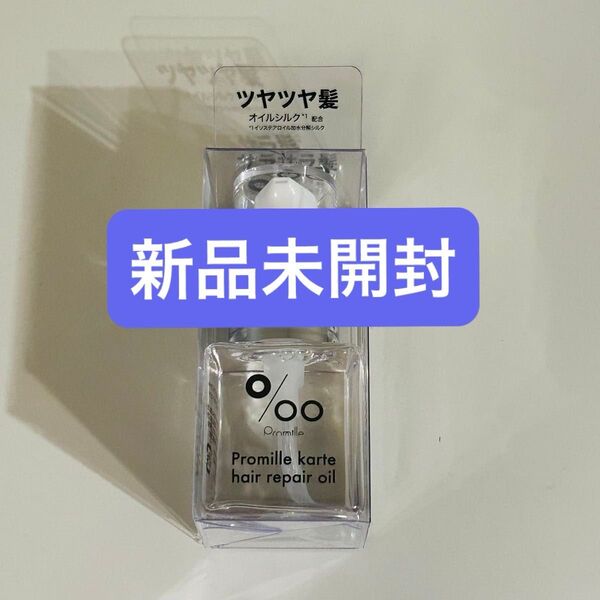 ツヤツヤ髪
オイルシルク*1 配合
*1イソステアロイル加水分解シルク
新品未開封
‰
Promille
Promille karte
hair repair oil